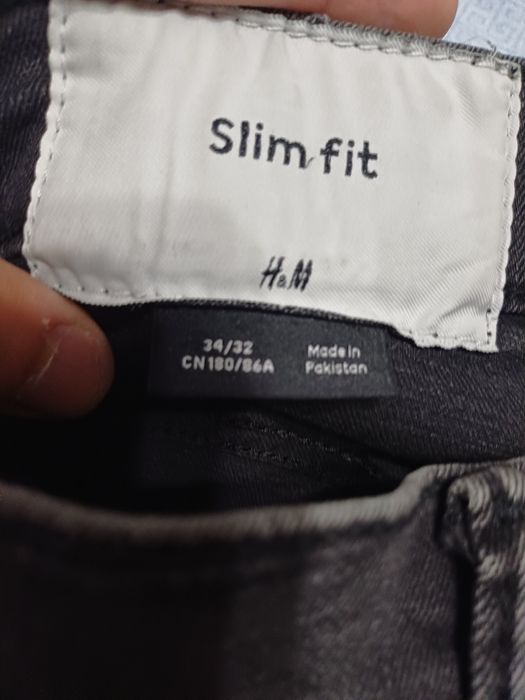 Slim fit
H&M
34/32
CN180/86A
Made in
Pakistan